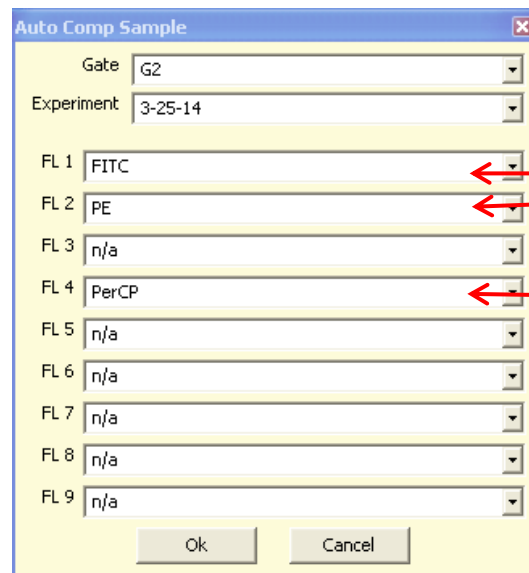 Auto Comp Sample
Gate G2
Experiment 3-25-14
FL 1 FITC
FL 2 PE
FL 3 n/a
FL 4 PerCP
FL 5 n/a
FL 6 n/a
FL 7 n/a
FL 8 n/a
FL 9 n/a
Ok Cancel